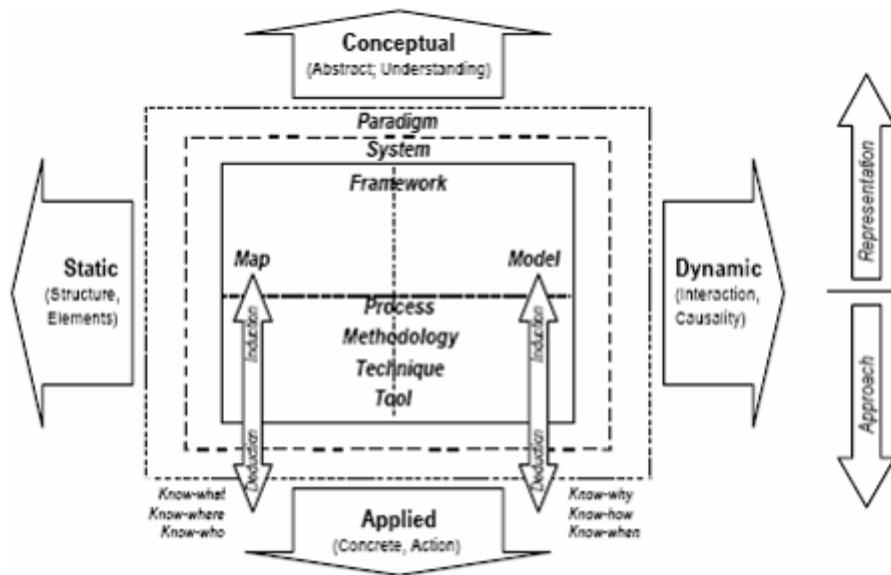 Conceptual
(Abstract; Understanding)
Paradigm
System
Framework
Representation
Static
(Structure,
Elements)
Map
Model
Dynamic
(Interaction,
Causality)
Process
Methodology
Technique
Tool
Induction
Induction
Deduction
Deduction
Approach
Know-what
Know-where
Know-who
Applied
(Concrete, Action)
Know-why
Know-how
Know-when